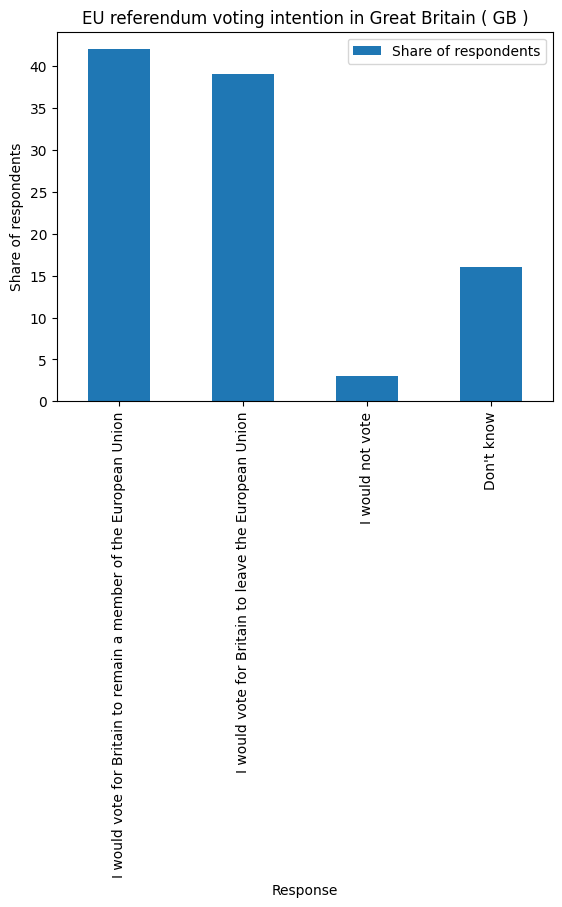 EU referendum voting intention in Great Britain ( GB )
Share of respondents
Share of respondents
40
35
30
25
20
15
10
5
0
I would vote for Britain to remain a member of the European Union
I would vote for Britain to leave the European Union
I would not vote
Don't know
Response